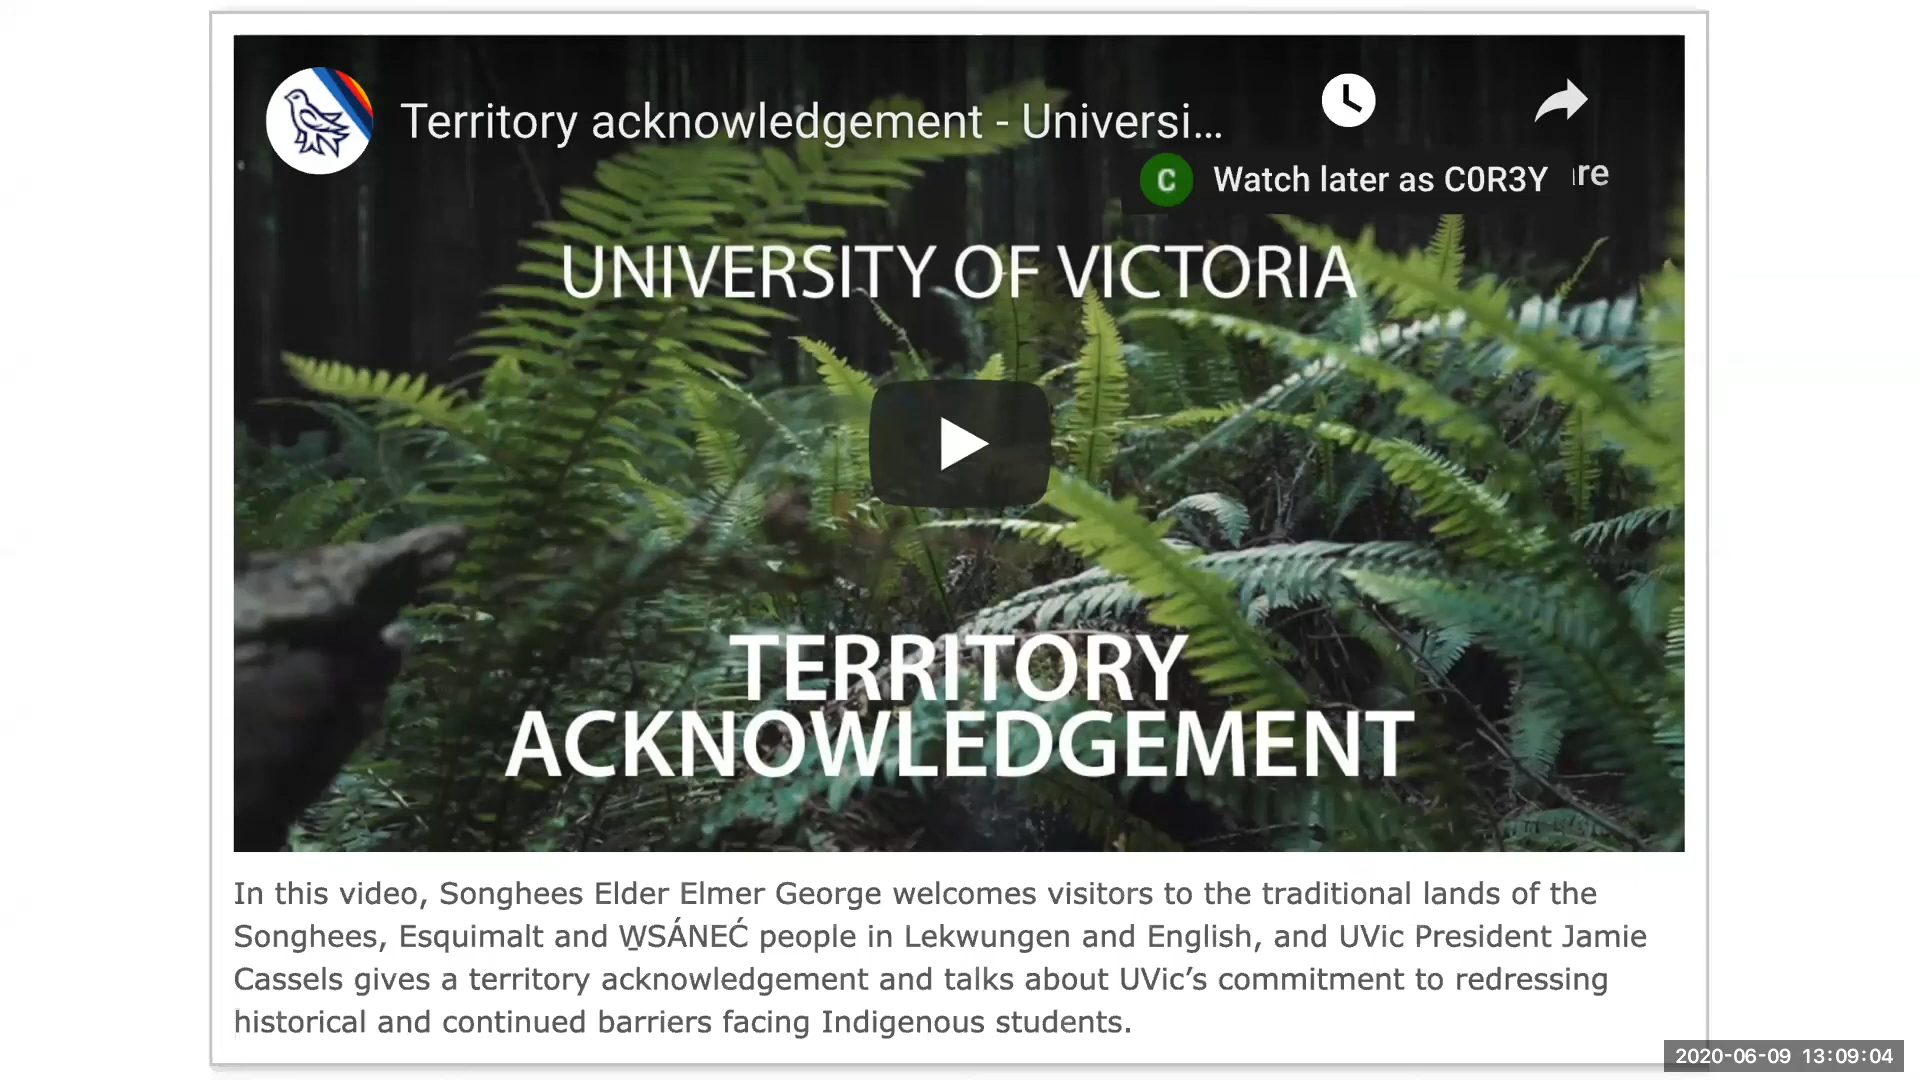 Territory acknowledgement - Universi...
C Watch later as C0R3Y
re
UNIVERSITY OF VICTORIA
TERRITORY
ACKNOWLEDGEMENT
In this video, Songhees Elder Elmer George welcomes visitors to the traditional lands of the
Songhees, Esquimalt and W̱SÁNEĆ people in Lekwungen and English, and UVic President Jamie
Cassels gives a territory acknowledgement and talks about UVic’s commitment to redressing
historical and continued barriers facing Indigenous students.
2020-06-09 13:09:04